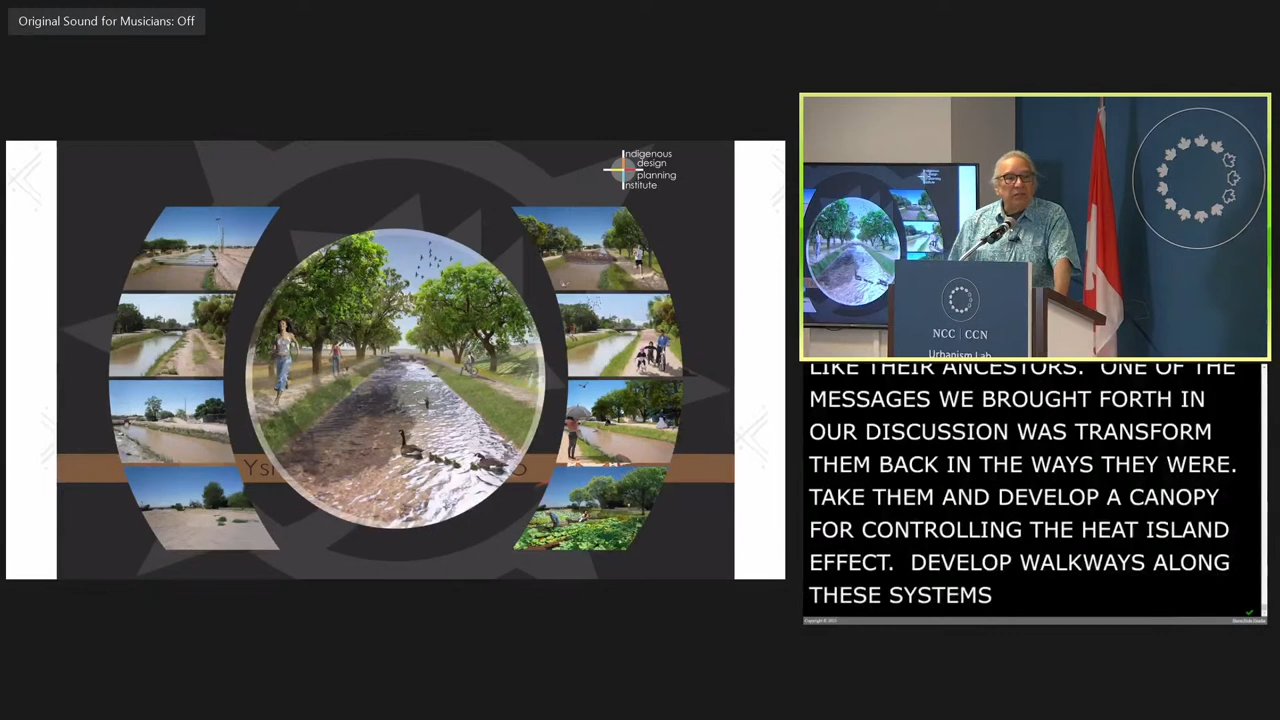 Original Sound for Musicians: Off
Indigenous
design
planning
institute
Ys
NCC | CCN
Urbanism Lab
LIKE THEIR ANCESTORS. ONE OF THE
MESSAGES WE BROUGHT FORTH IN
OUR DISCUSSION WAS TRANSFORM
THEM BACK IN THE WAYS THEY WERE.
TAKE THEM AND DEVELOP A CANOPY
FOR CONTROLLING THE HEAT ISLAND
EFFECT. DEVELOP WALKWAYS ALONG
THESE SYSTEMS